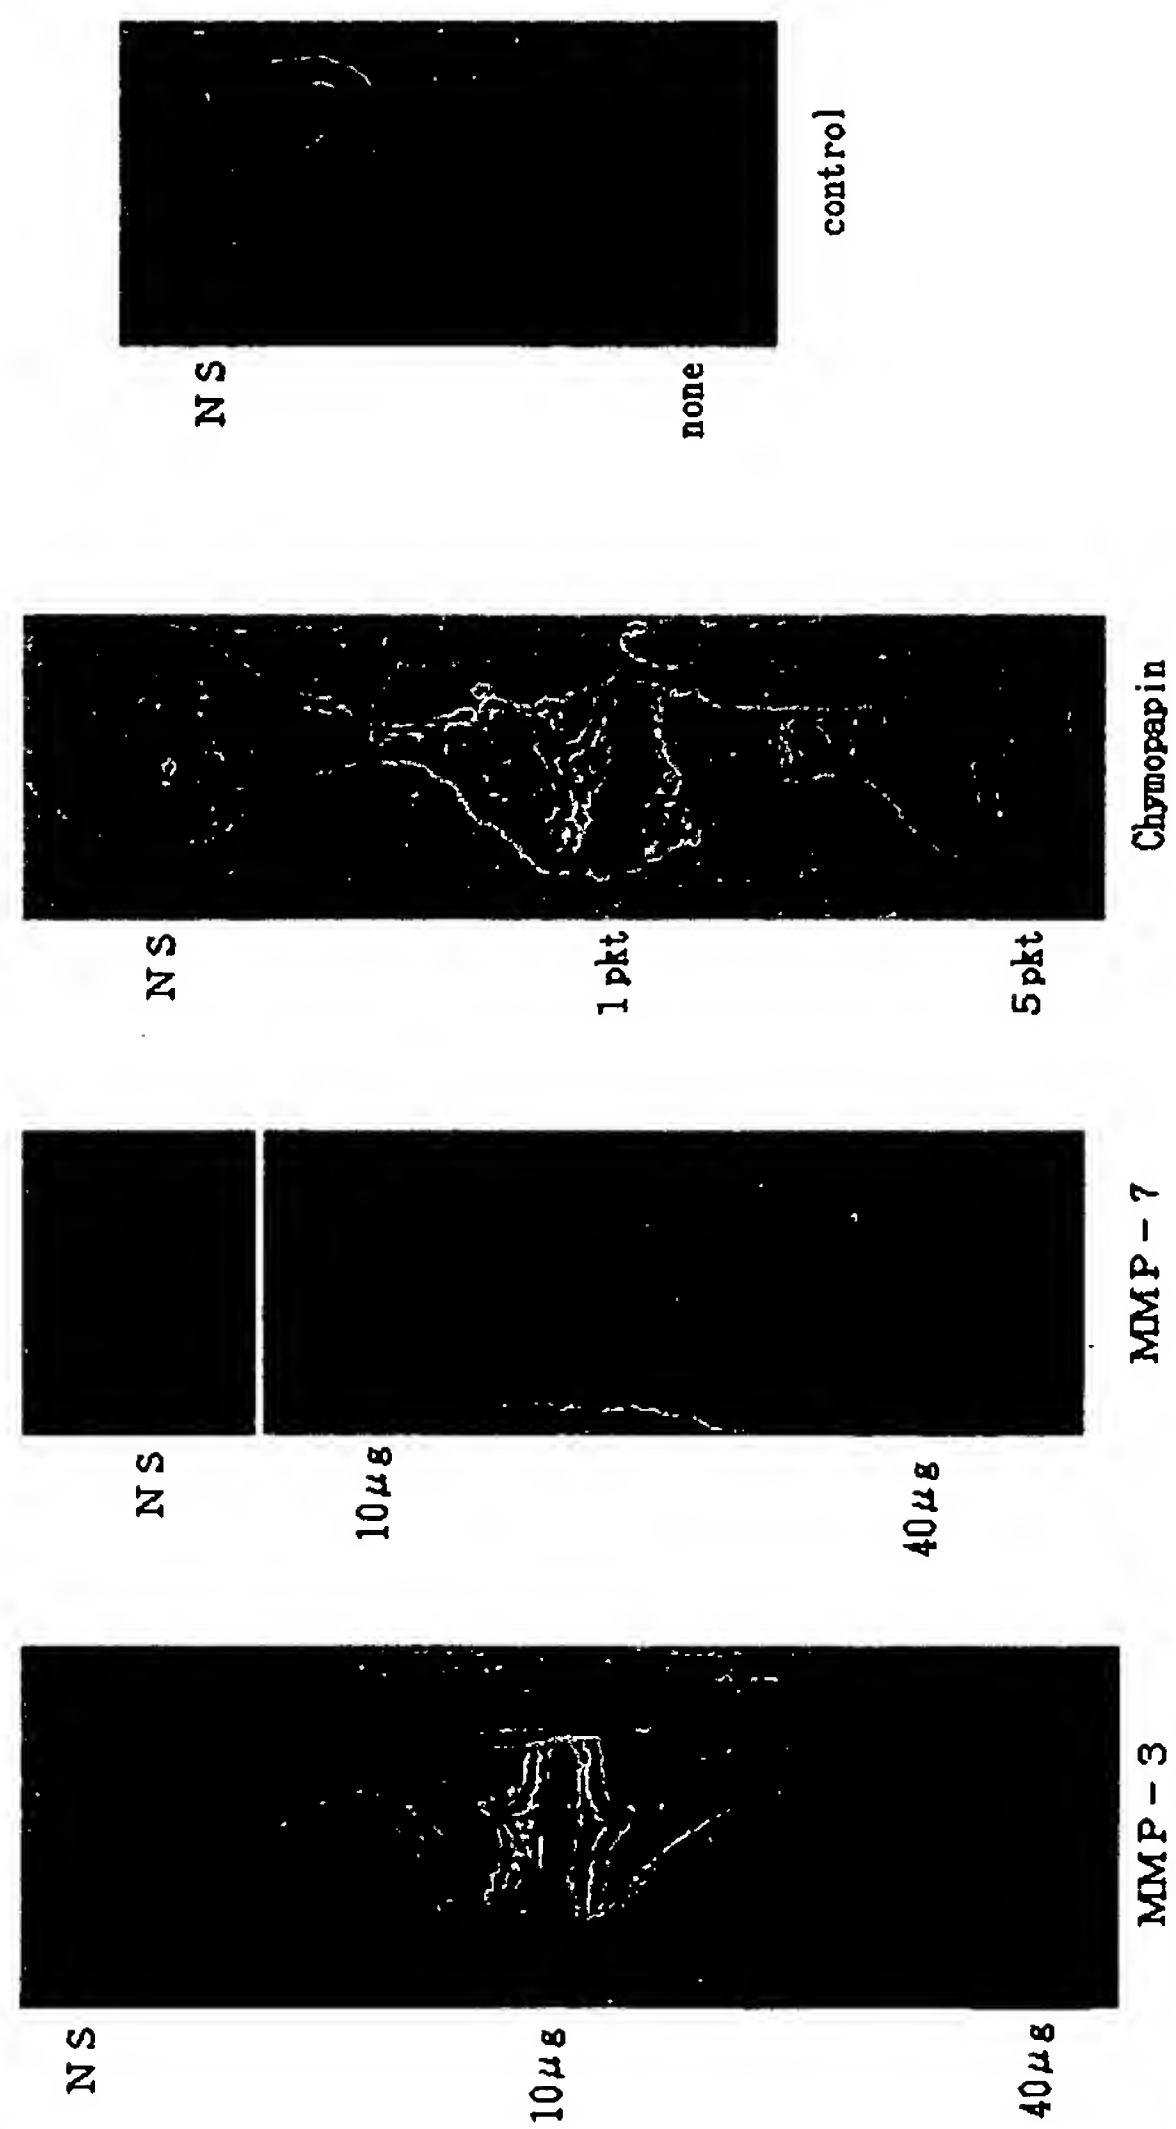 NS
10μg
40μg
MMP-3
NS
10μg
40μg
MMP-7
NS
1pkt
5pkt
Chymopapin
NS
none
control